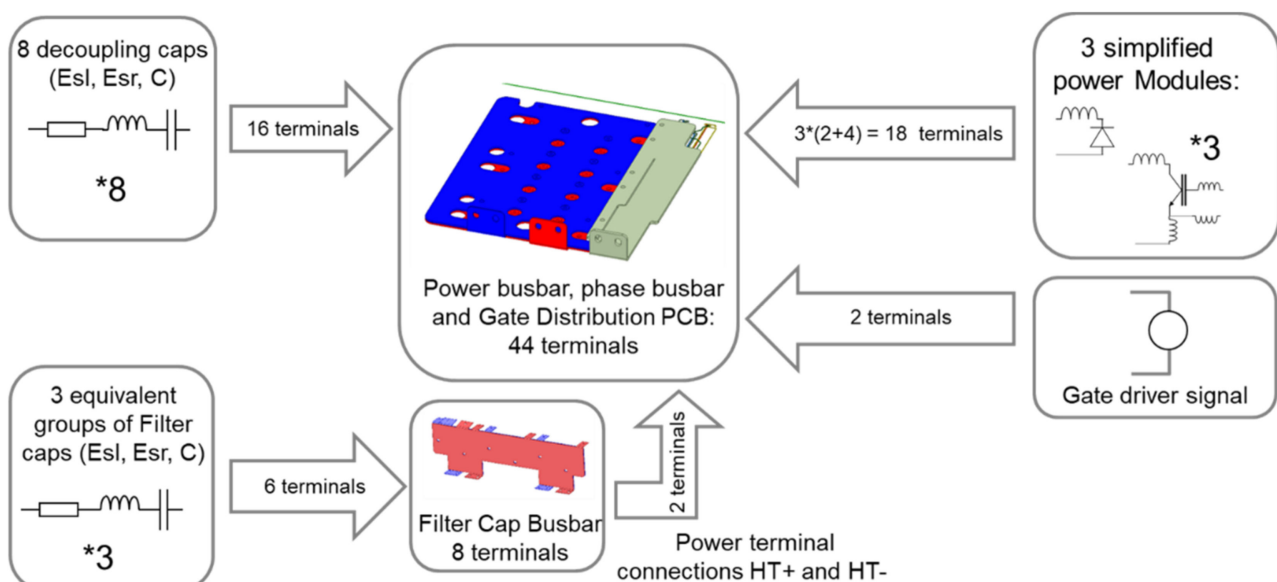 8 decoupling caps
(Esl, Esr, C)
*8
16 terminals
Power busbar, phase busbar
and Gate Distribution PCB:
44 terminals
3*(2+4) = 18 terminals
3 simplified
power Modules:
*3
2 terminals
Gate driver signal
3 equivalent
groups of Filter
caps (Esl, Esr, C)
*3
6 terminals
Filter Cap Busbar
8 terminals
2 terminals
Power terminal
connections HT+ and HT-